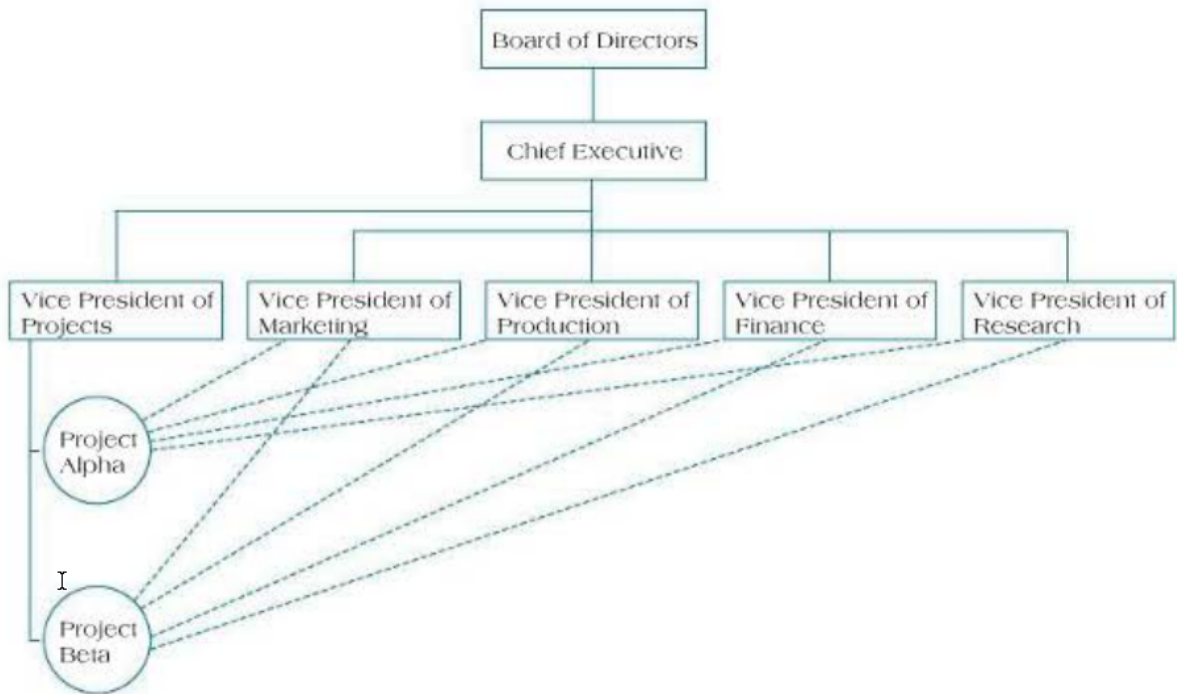 Board of Directors
Chief Executive
Vice President of
Projects
Vice President of
Marketing
Vice President of
Production
Vice President of
Finance
Vice President of
Research
Project
Alpha
Project
Beta